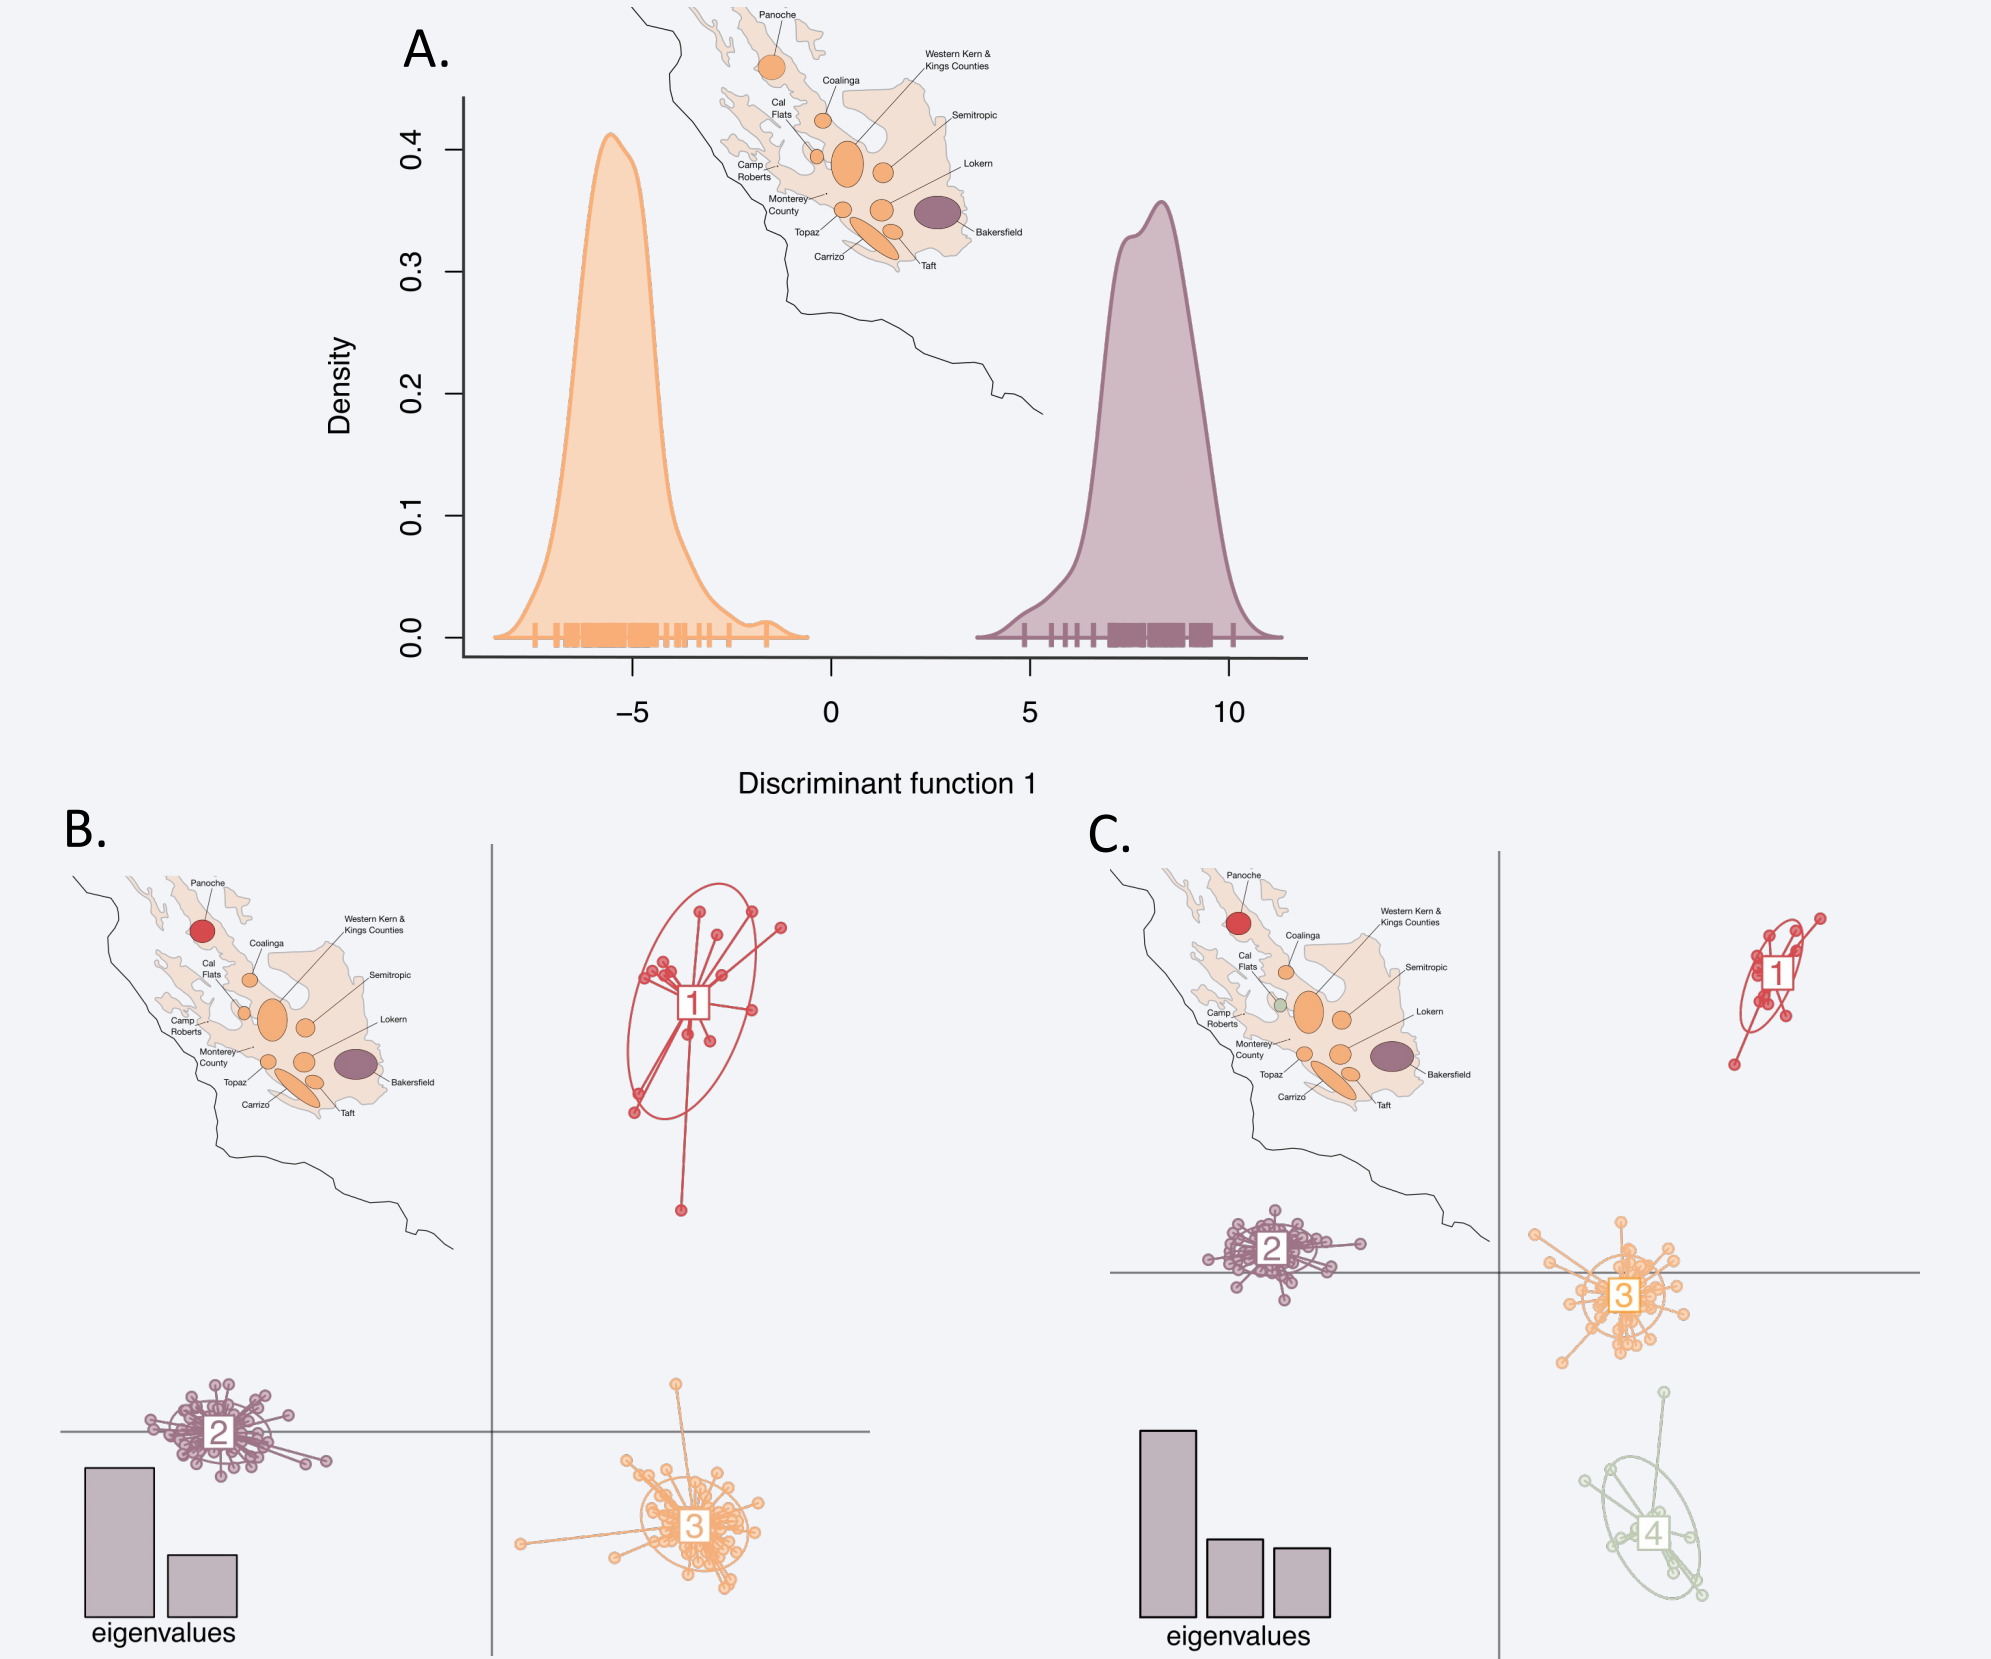 A.
Panoche
Western Kern &
Kings Counties
Coalinga
Cal
Flats
Semitropic
Camp
Roberts
Lokern
Monterey
County
Topaz
Bakersfield
Carrizo
Taft
Density
0.4
0.3
0.2
0.1
0.0
−5
0
5
10
Discriminant function 1
B.
Panoche
Western Kern &
Kings Counties
Coalinga
Cal
Flats
Semitropic
Camp
Roberts
Lokern
Monterey
County
Topaz
Bakersfield
Carrizo
Taft
1
2
3
eigenvalues
C.
Panoche
Western Kern &
Kings Counties
Coalinga
Cal
Flats
Semitropic
Camp
Roberts
Lokern
Monterey
County
Topaz
Bakersfield
Carrizo
Taft
1
2
3
4
eigenvalues